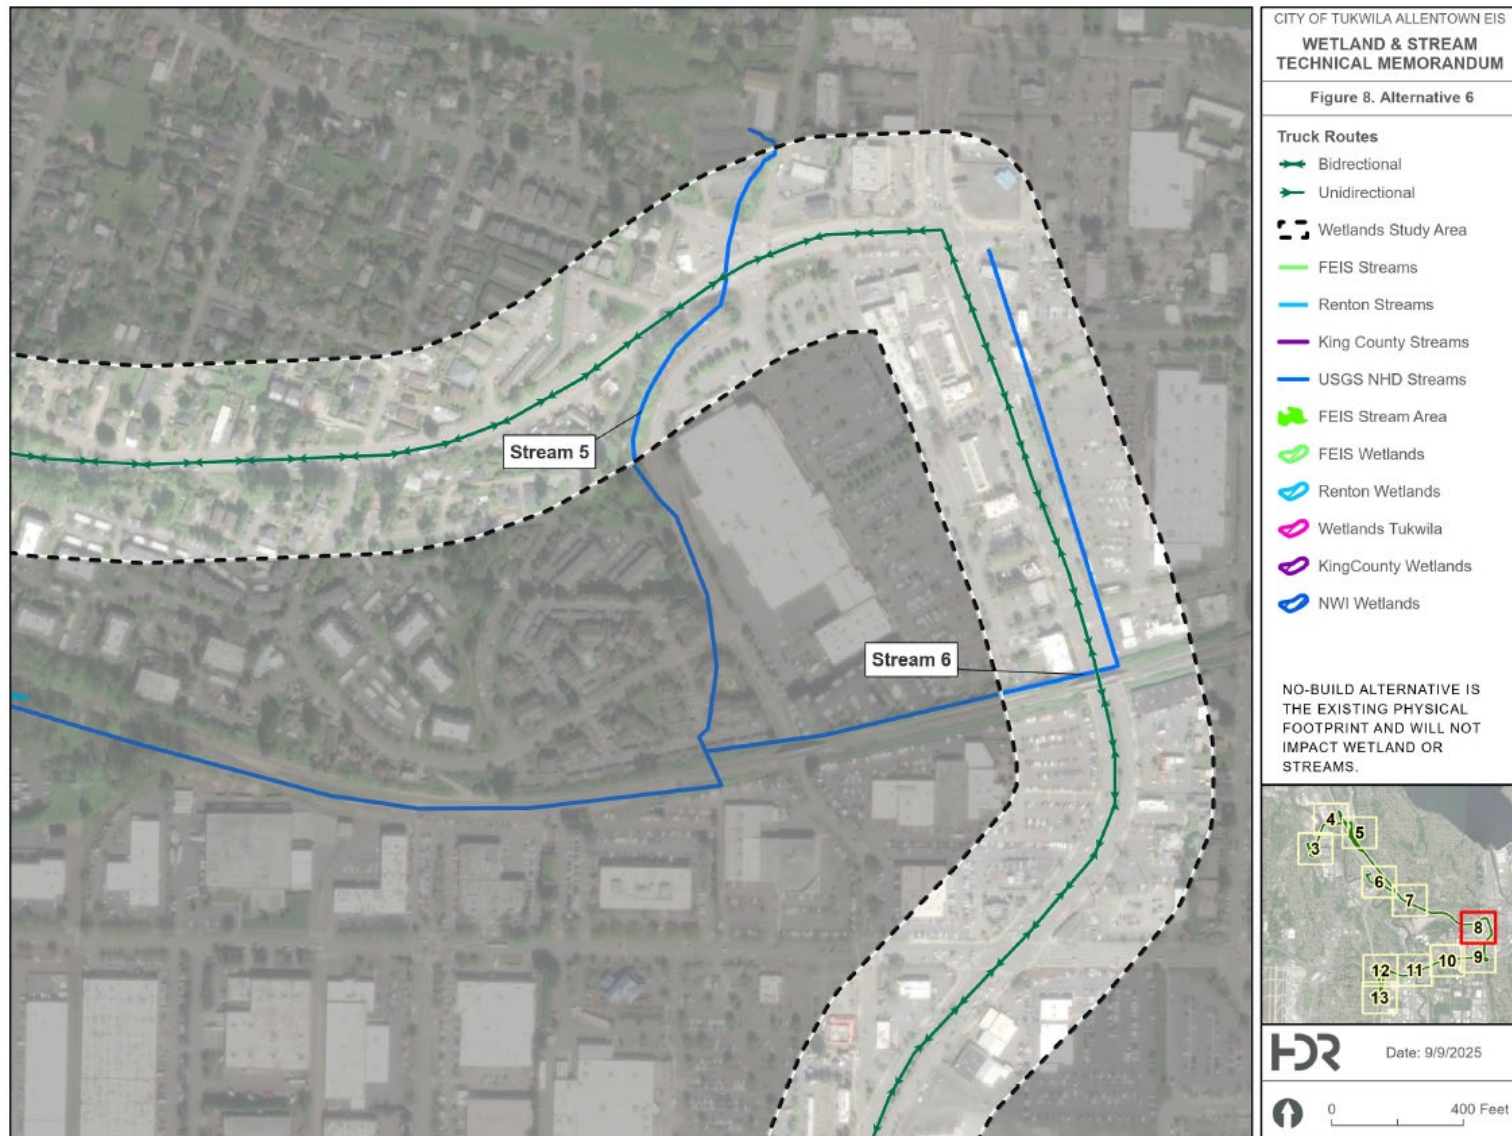 CITY OF TUKWILA ALLENTOWN EIS
WETLAND & STREAM
TECHNICAL MEMORANDUM
Figure 8. Alternative 6
Truck Routes
Bidrectional
Unidirectional
Wetlands Study Area
FEIS Streams
Renton Streams
King County Streams
USGS NHD Streams
FEIS Stream Area
FEIS Wetlands
Renton Wetlands
Wetlands Tukwila
KingCounty Wetlands
NWI Wetlands
NO-BUILD ALTERNATIVE IS
THE EXISTING PHYSICAL
FOOTPRINT AND WILL NOT
IMPACT WETLAND OR
STREAMS.
Stream 5
Stream 6
4
5
3
6
7
8
9
10
11
12
13
HDR
Date: 9/9/2025
0 400 Feet